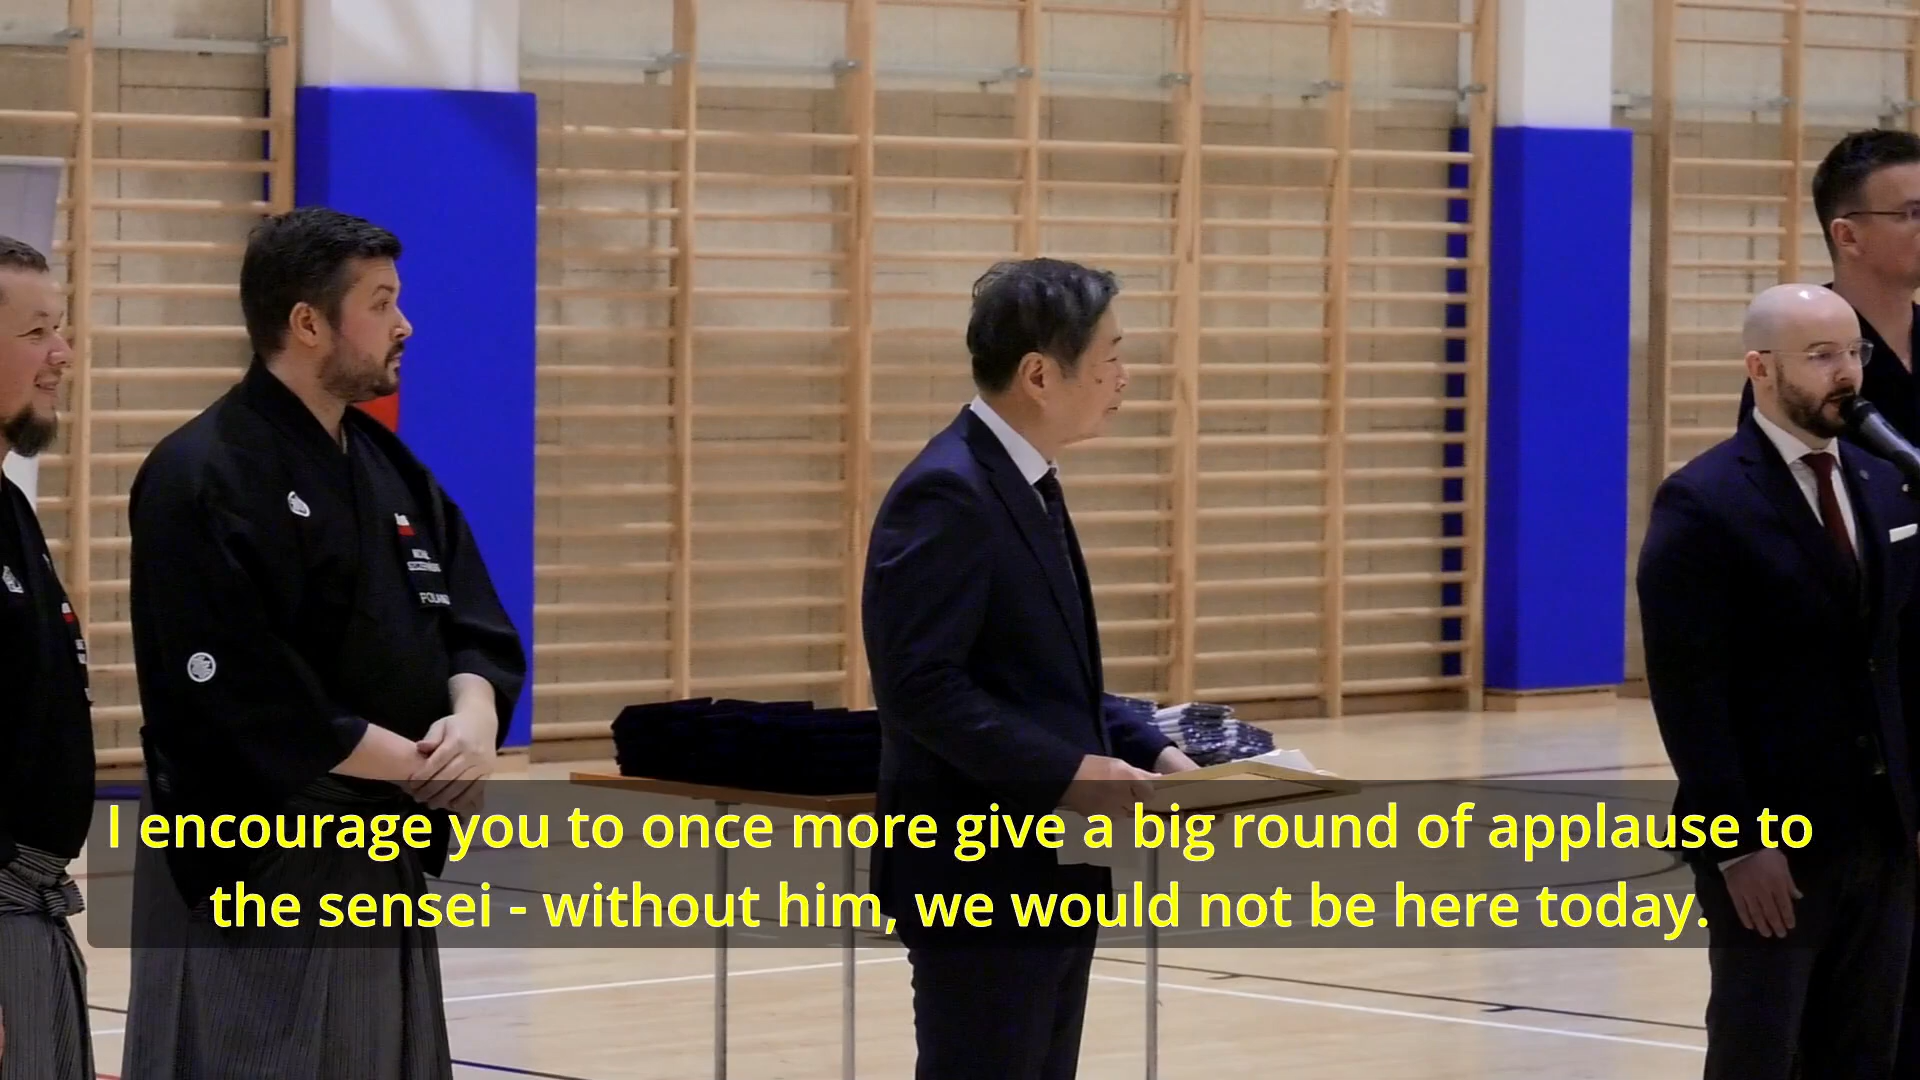 POLAND
I encourage you to once more give a big round of applause to
the sensei - without him, we would not be here today.